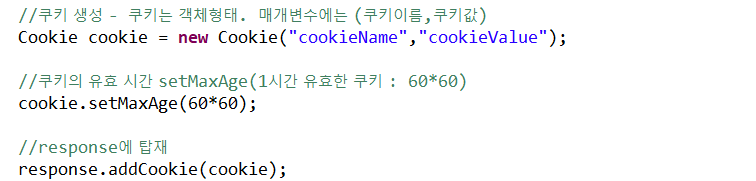 //쿠키 생성 - 쿠키는 객체형태. 매개변수에는 (쿠키이름,쿠키값)
Cookie cookie = new Cookie("cookieName","cookieValue");
//쿠키의 유효 시간 setMaxAge(1시간 유효한 쿠키 : 60*60)
cookie.setMaxAge(60*60);
//response에 탑재
response.addCookie(cookie);